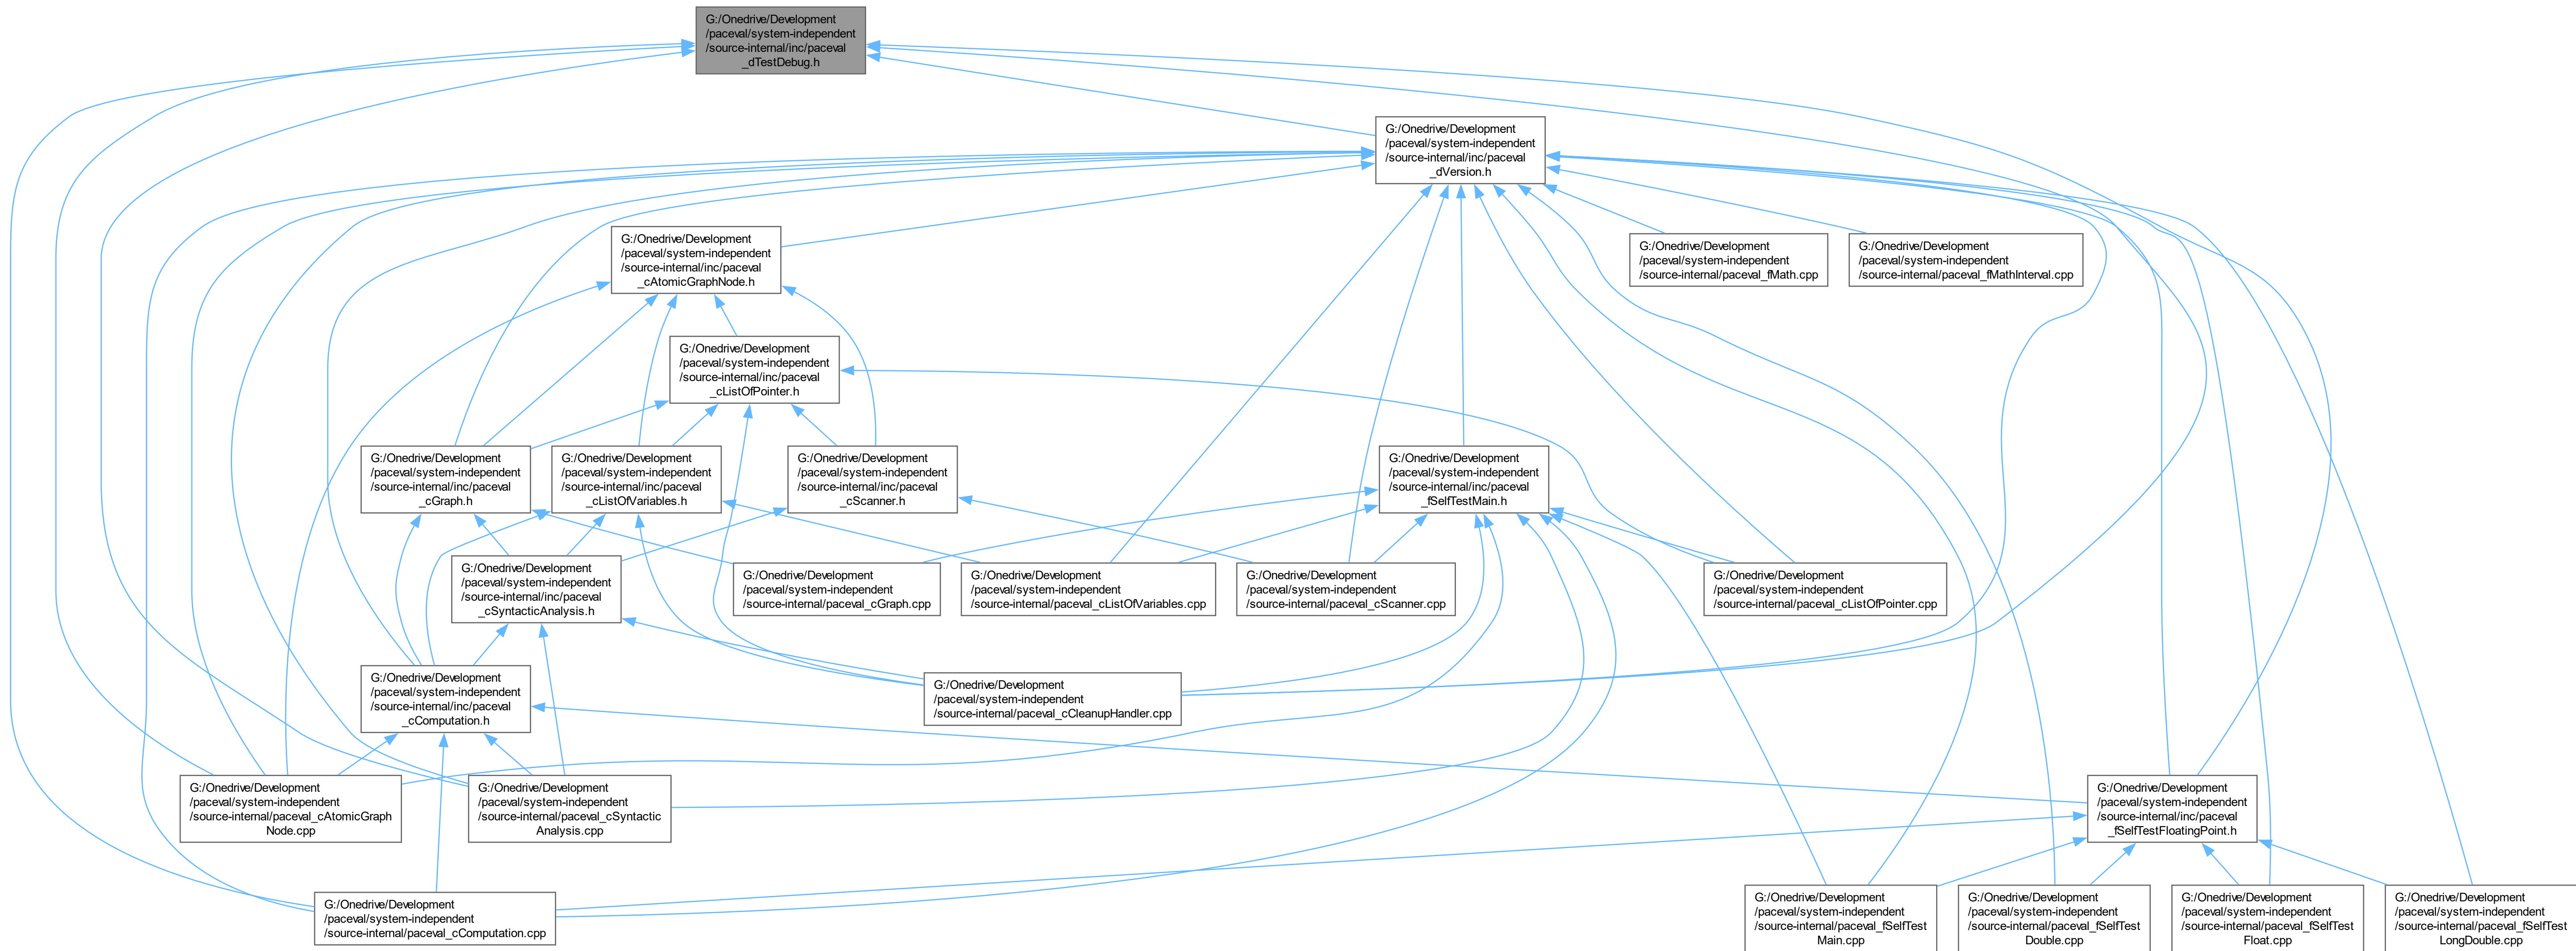 G:/Onedrive/Development
/paceval/system-independent
/source-internal/inc/paceval
_dTestDebug.h
G:/Onedrive/Development
/paceval/system-independent
/source-internal/inc/paceval
_dVersion.h
G:/Onedrive/Development
/paceval/system-independent
/source-internal/inc/paceval
_cAtomicGraphNode.h
G:/Onedrive/Development
/paceval/system-independent
/source-internal/paceval_fMath.cpp
G:/Onedrive/Development
/paceval/system-independent
/source-internal/paceval_fMathInterval.cpp
G:/Onedrive/Development
/paceval/system-independent
/source-internal/inc/paceval
_cListOfPointer.h
G:/Onedrive/Development
/paceval/system-independent
/source-internal/inc/paceval
_cGraph.h
G:/Onedrive/Development
/paceval/system-independent
/source-internal/inc/paceval
_cListOfVariables.h
G:/Onedrive/Development
/paceval/system-independent
/source-internal/inc/paceval
_cScanner.h
G:/Onedrive/Development
/paceval/system-independent
/source-internal/inc/paceval
_fSelfTestMain.h
G:/Onedrive/Development
/paceval/system-independent
/source-internal/inc/paceval
_cSyntacticAnalysis.h
G:/Onedrive/Development
/paceval/system-independent
/source-internal/paceval_cGraph.cpp
G:/Onedrive/Development
/paceval/system-independent
/source-internal/paceval_cListOfVariables.cpp
G:/Onedrive/Development
/paceval/system-independent
/source-internal/paceval_cScanner.cpp
G:/Onedrive/Development
/paceval/system-independent
/source-internal/paceval_cListOfPointer.cpp
G:/Onedrive/Development
/paceval/system-independent
/source-internal/inc/paceval
_cComputation.h
G:/Onedrive/Development
/paceval/system-independent
/source-internal/paceval_cCleanupHandler.cpp
G:/Onedrive/Development
/paceval/system-independent
/source-internal/paceval_cAtomicGraph
Node.cpp
G:/Onedrive/Development
/paceval/system-independent
/source-internal/paceval_cSyntactic
Analysis.cpp
G:/Onedrive/Development
/paceval/system-independent
/source-internal/inc/paceval
_fSelfTestFloatingPoint.h
G:/Onedrive/Development
/paceval/system-independent
/source-internal/paceval_cComputation.cpp
G:/Onedrive/Development
/paceval/system-independent
/source-internal/paceval_fSelfTest
Main.cpp
G:/Onedrive/Development
/paceval/system-independent
/source-internal/paceval_fSelfTest
Double.cpp
G:/Onedrive/Development
/paceval/system-independent
/source-internal/paceval_fSelfTest
Float.cpp
G:/Onedrive/Development
/paceval/system-independent
/source-internal/paceval_fSelfTest
LongDouble.cpp